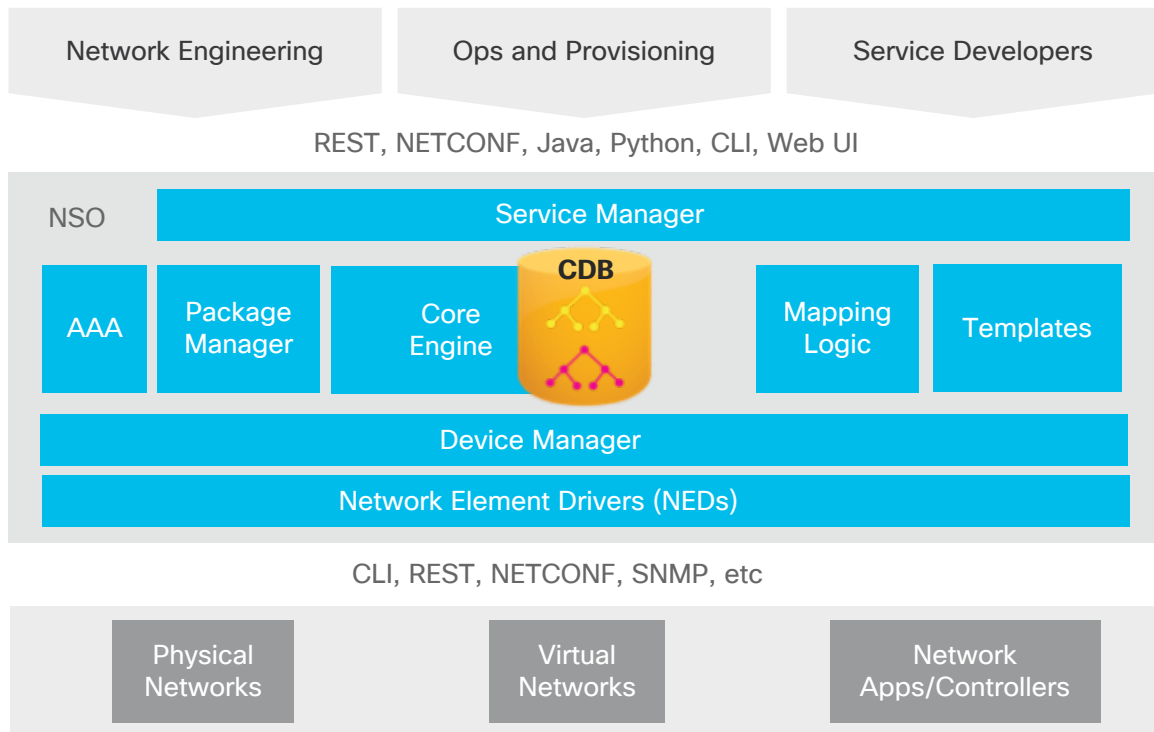 Network Engineering
Ops and Provisioning
Service Developers
REST, NETCONF, Java, Python, CLI, Web UI
NSO
Service Manager
AAA
Package
Manager
Core
Engine
CDB
Mapping
Logic
Templates
Device Manager
Network Element Drivers (NEDs)
CLI, REST, NETCONF, SNMP, etc
Physical
Networks
Virtual
Networks
Network
Apps/Controllers